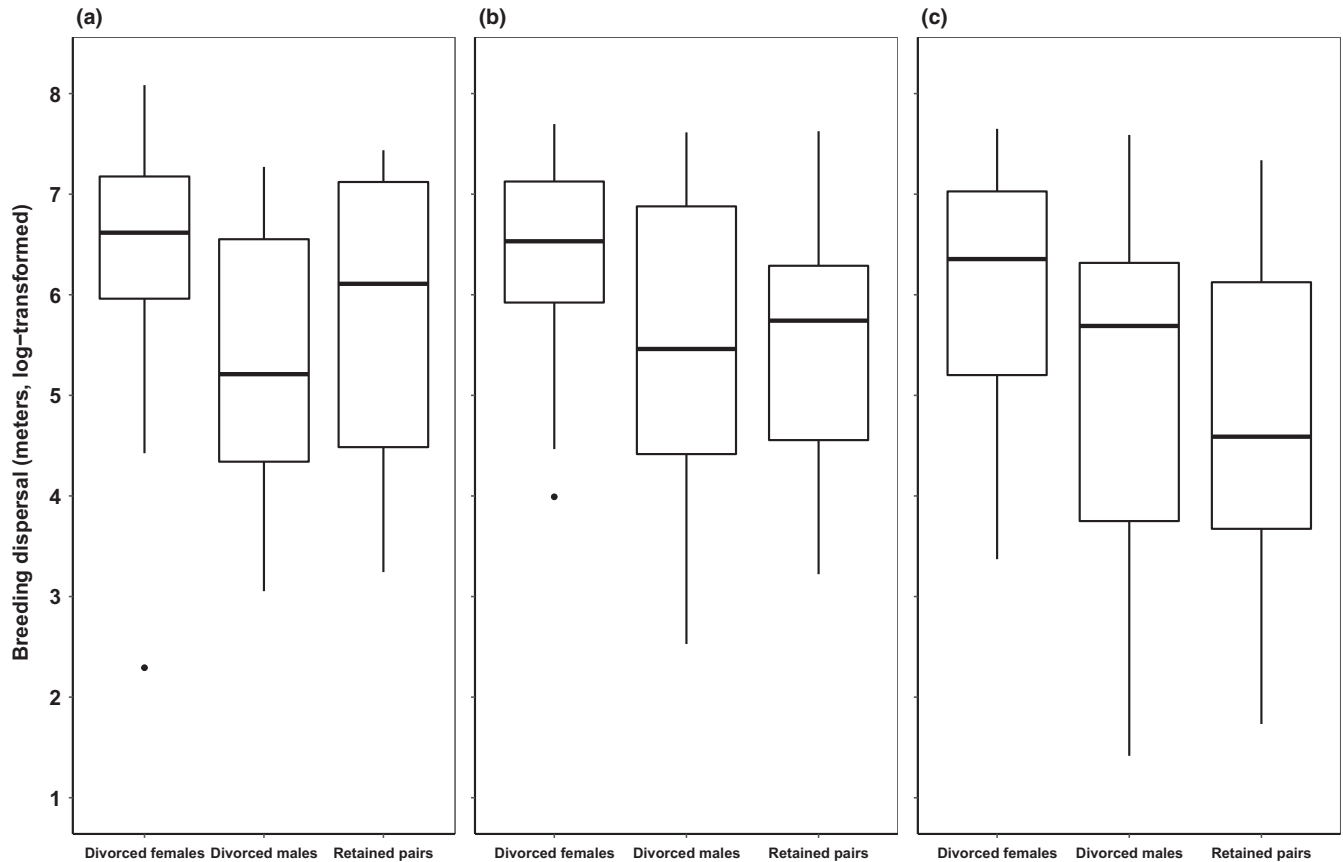 (a) (b) (c)
Breeding dispersal (meters, log−transformed)
8
7
6
5
4
3
2
1
Divorced females Divorced males Retained pairs Divorced females Divorced males Retained pairs Divorced females Divorced males Retained pairs